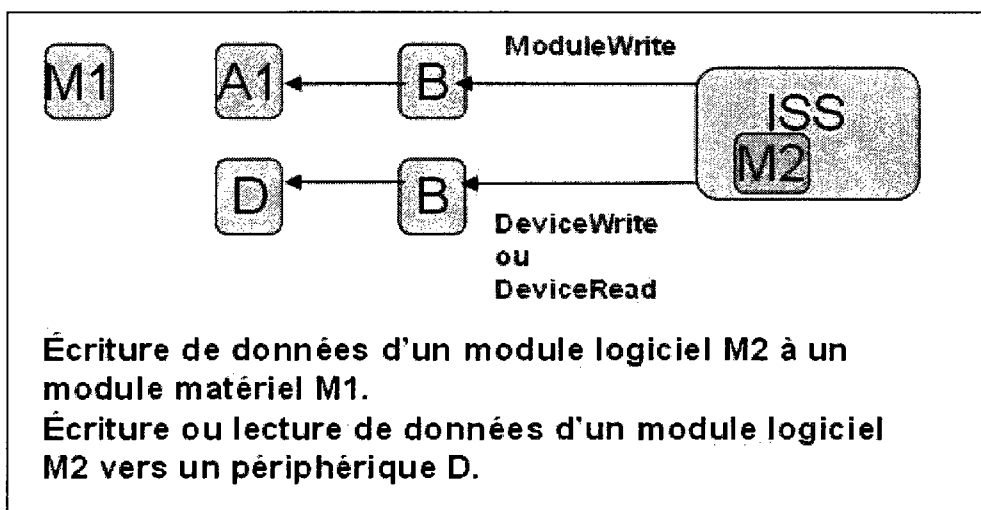 ModuleWrite
M1
A1
B
ISS
M2
D
B
DeviceWrite
ou
DeviceRead
Écriture de données d'un module logiciel M2 à un
module matériel M1.
Écriture ou lecture de données d'un module logiciel
M2 vers un périphérique D.